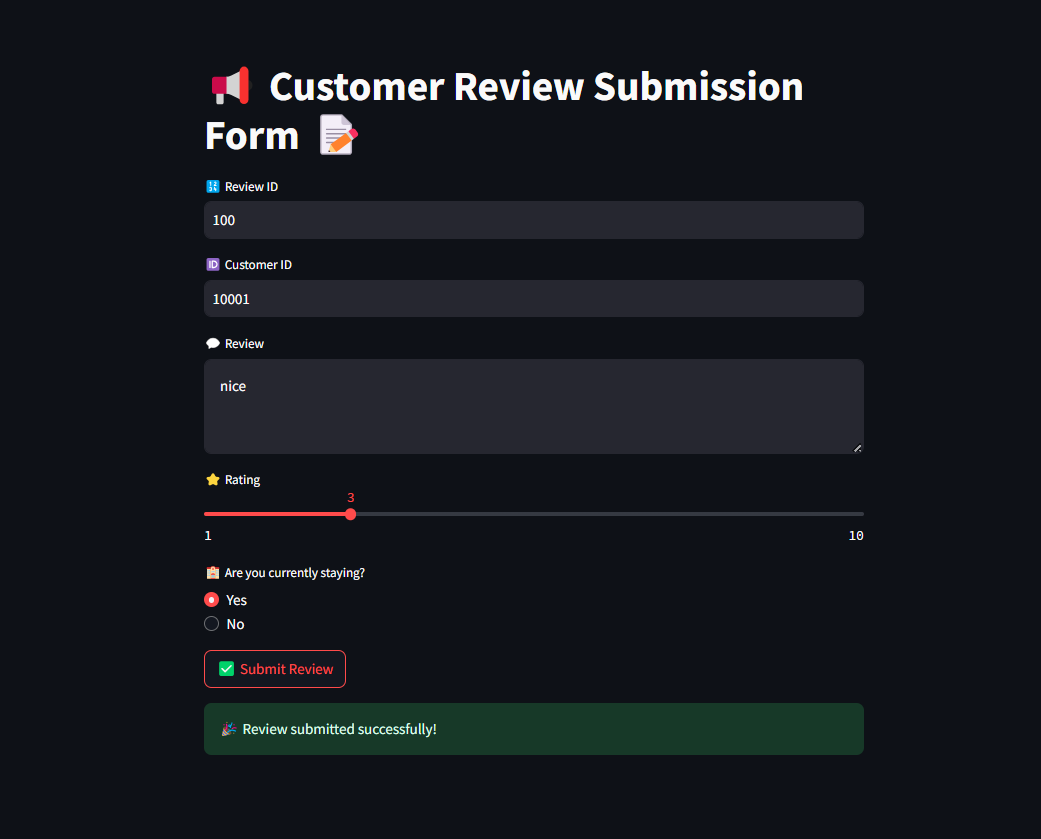 📢 Customer Review Submission
Form 📝
🔢 Review ID
100
🆔 Customer ID
10001
💬 Review
nice
⭐ Rating
3
1 10
🏨 Are you currently staying?
Yes
No
✅ Submit Review
🎉 Review submitted successfully!